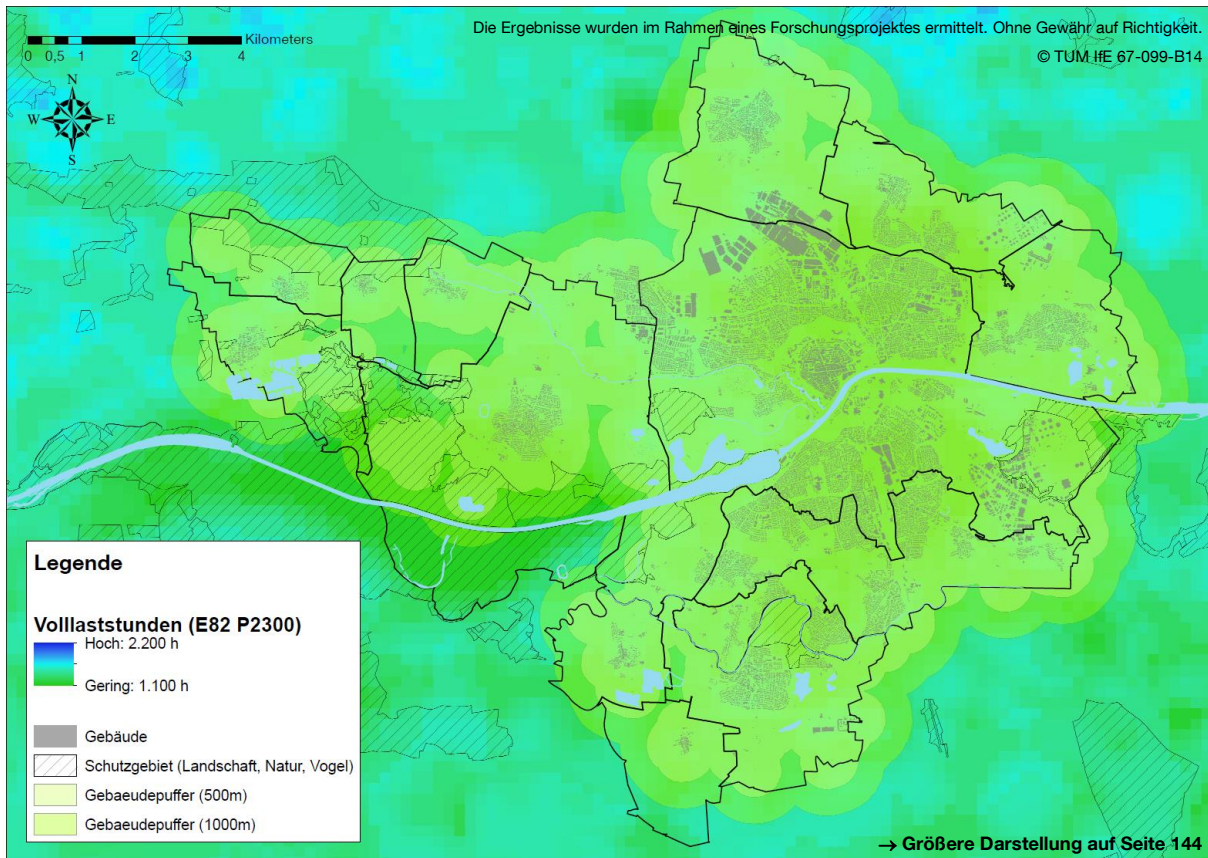 Die Ergebnisse wurden im Rahmen eines Forschungsprojektes ermittelt. Ohne Gewähr auf Richtigkeit.
© TUM IfE 67-099-B14
Kilometers
0 0,5 1 2 3 4
N
W E
S
Legende
Volllaststunden (E82 P2300)
Hoch: 2.200 h
Gering: 1.100 h
Gebäude
Schutzgebiet (Landschaft, Natur, Vogel)
Gebaeudepuffer (500m)
Gebaeudepuffer (1000m)
→ Größere Darstellung auf Seite 144